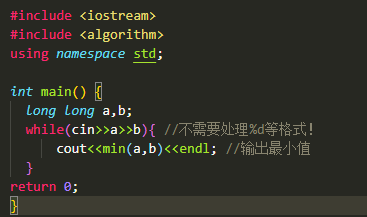 #include <iostream>
#include <algorithm>
using namespace std;
int main() {
long long a,b;
while(cin>>a>>b){ //不需要处理%d等格式!
cout<<min(a,b)<<endl; //输出最小值
}
return 0;
}